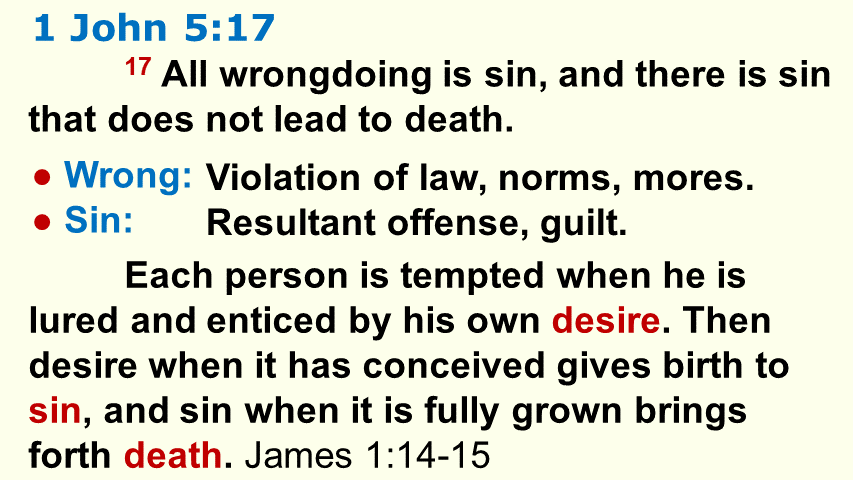 1 John 5:17
17 All wrongdoing is sin, and there is sin
that does not lead to death.
● Wrong: Violation of law, norms, mores.
● Sin: Resultant offense, guilt.
Each person is tempted when he is
lured and enticed by his own desire. Then
desire when it has conceived gives birth to
sin, and sin when it is fully grown brings
forth death. James 1:14-15